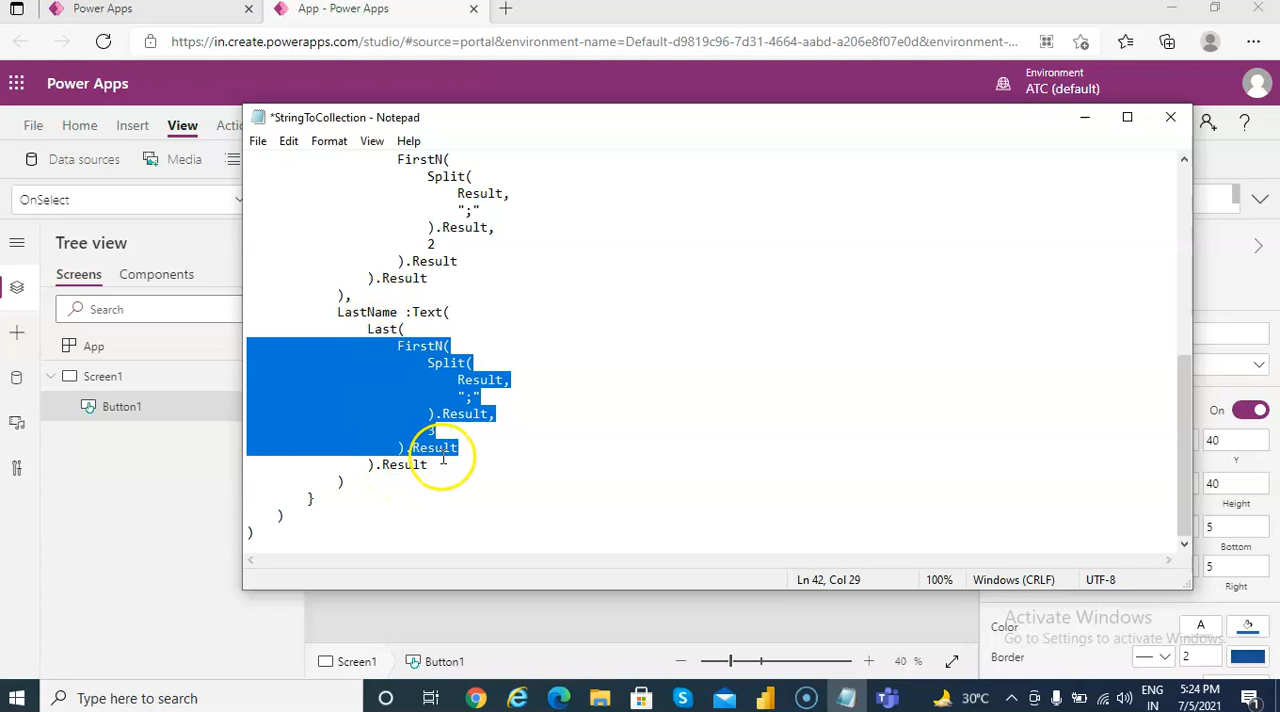 Power Apps
App - Power Apps
https://in.create.powerapps.com/studio/#source=portal&environment-name=Default-d9819c96-7d31-4664-aabd-a206e8f07e0d&environment-...
Power Apps
Environment
ATC (default)
*StringToCollection - Notepad
File Home Insert View Actio
File Edit Format View Help
Data sources Media
OnSelect
FirstN(
Split(
Result,
";"
).Result,
2
).Result
).Result
),
LastName :Text(
Last(
FirstN(
Split(
Result,
";"
).Result,
3
).Result
).Result
)
}
)
)
Tree view
Screens Components
Search
App
Screen1
Button1
On
40
Y
40
Height
5
Bottom
5
Right
Ln 42, Col 29 100% Windows (CRLF) UTF-8
Activate Windows
Go to Settings to activate Windows.
Color
A
Border
2
Screen1 Button1 40 %
Type here to search
30°C
ENG
IN
5:24 PM
7/5/2021